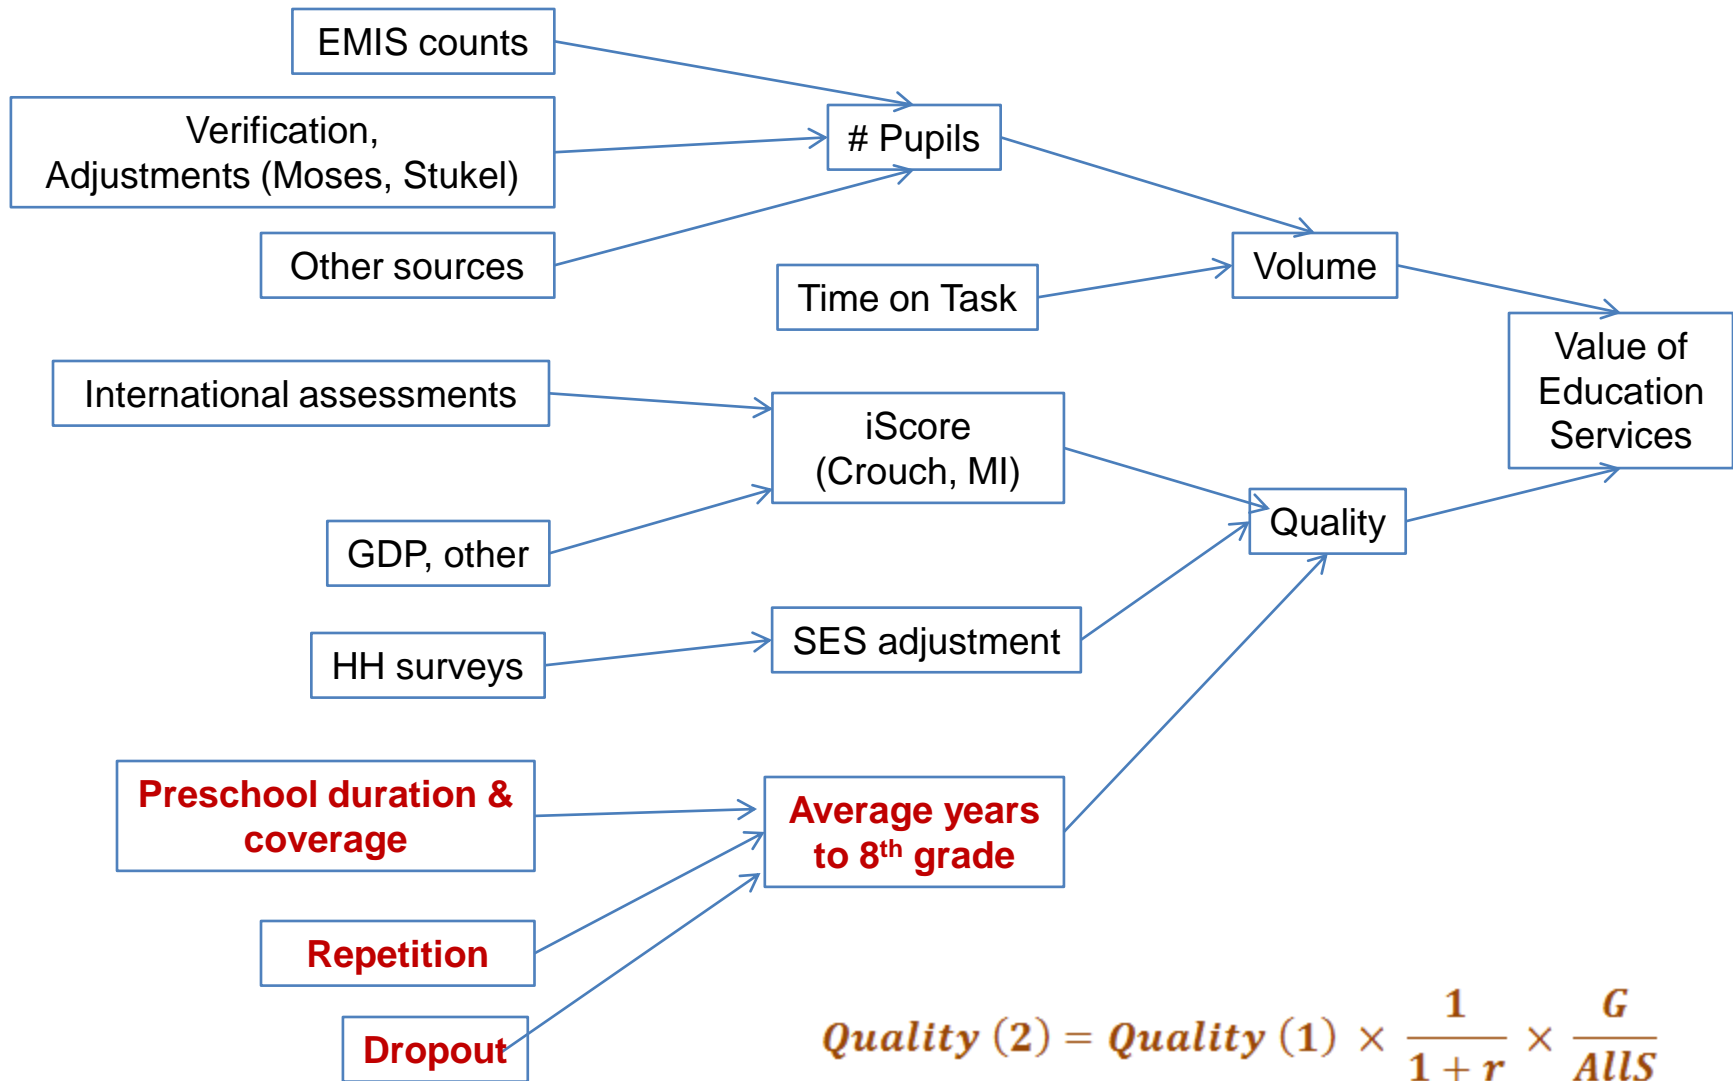 EMIS counts
Verification,
Adjustments (Moses, Stukel)
# Pupils
Other sources
Volume
Time on Task
Value of
Education
Services
International assessments
iScore
(Crouch, MI)
Quality
GDP, other
SES adjustment
HH surveys
Preschool duration &
coverage
Average years
to 8th grade
Repetition
Dropout
Quality (2) = Quality (1) × 1/(1 + r) × G/AllS